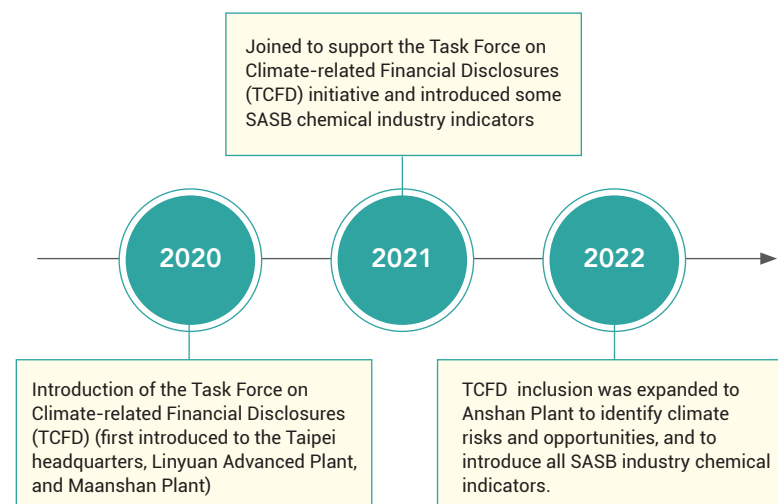 Joined to support the Task Force on
Climate-related Financial Disclosures
(TCFD) initiative and introduced some
SASB chemical industry indicators
2020
2021
2022
Introduction of the Task Force on
Climate-related Financial Disclosures
(TCFD) (first introduced to the Taipei
headquarters, Linyuan Advanced Plant,
and Maanshan Plant)
TCFD inclusion was expanded to
Anshan Plant to identify climate
risks and opportunities, and to
introduce all SASB industry chemical
indicators.